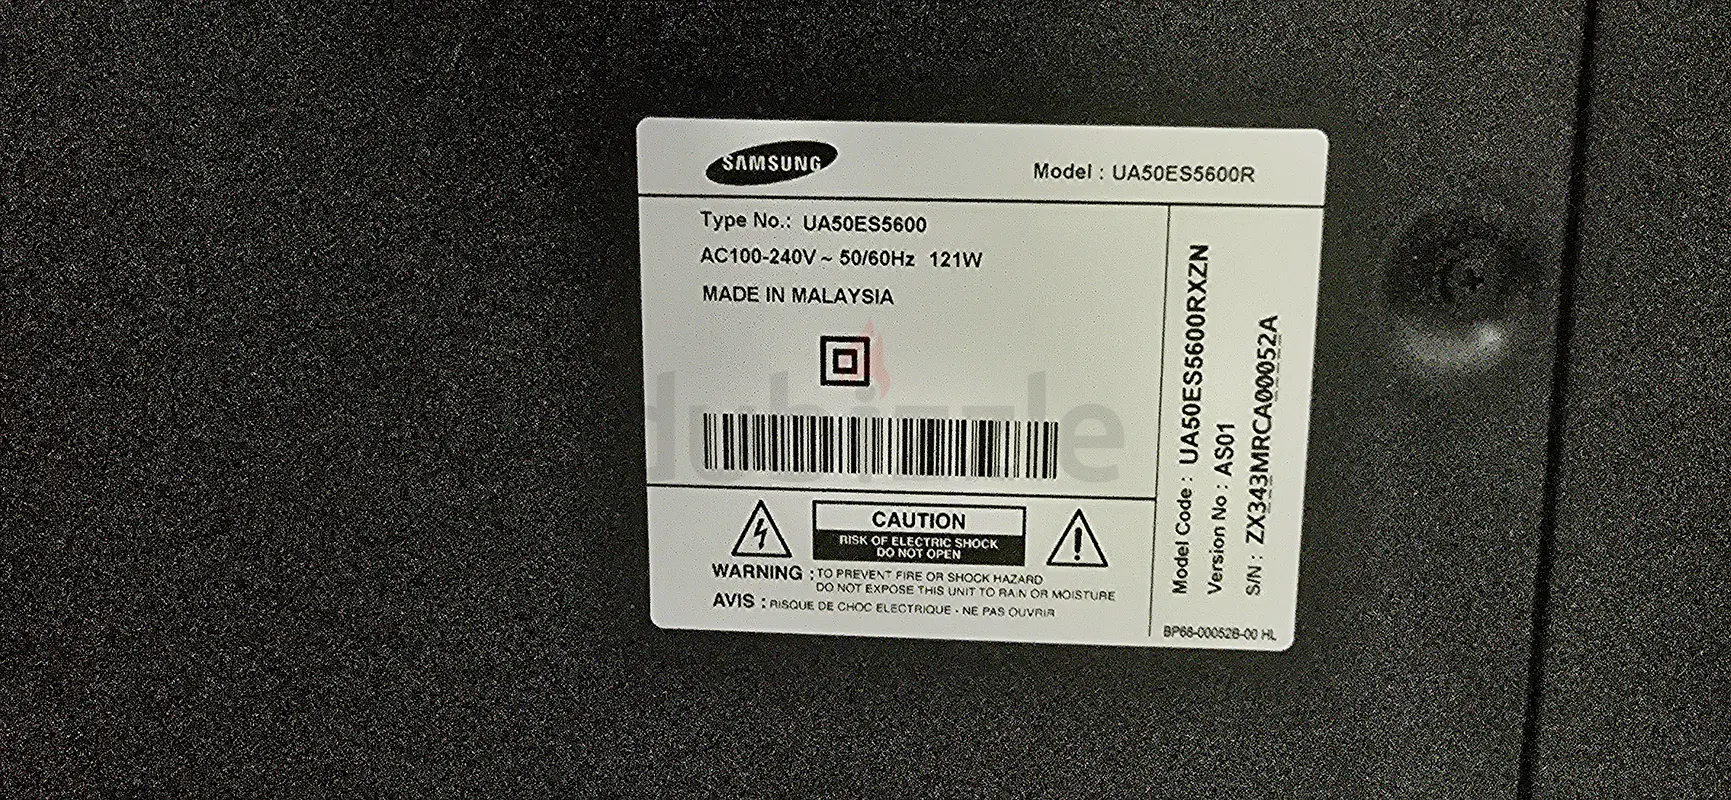 SAMSUNG
Model : UA50ES5600R
Type No.: UA50ES5600
AC100-240V ~ 50/60Hz 121W
MADE IN MALAYSIA
dubizzle
CAUTION
RISK OF ELECTRIC SHOCK
DO NOT OPEN
WARNING : TO PREVENT FIRE OR SHOCK HAZARD
DO NOT EXPOSE THIS UNIT TO RAIN OR MOISTURE
AVIS : RISQUE DE CHOC ELECTRIQUE - NE PAS OUVRIR
Model Code : UA50ES5600RXZN
Version No : AS01
S/N : ZX343MRCA00052A
BP68-00052B-00 HL